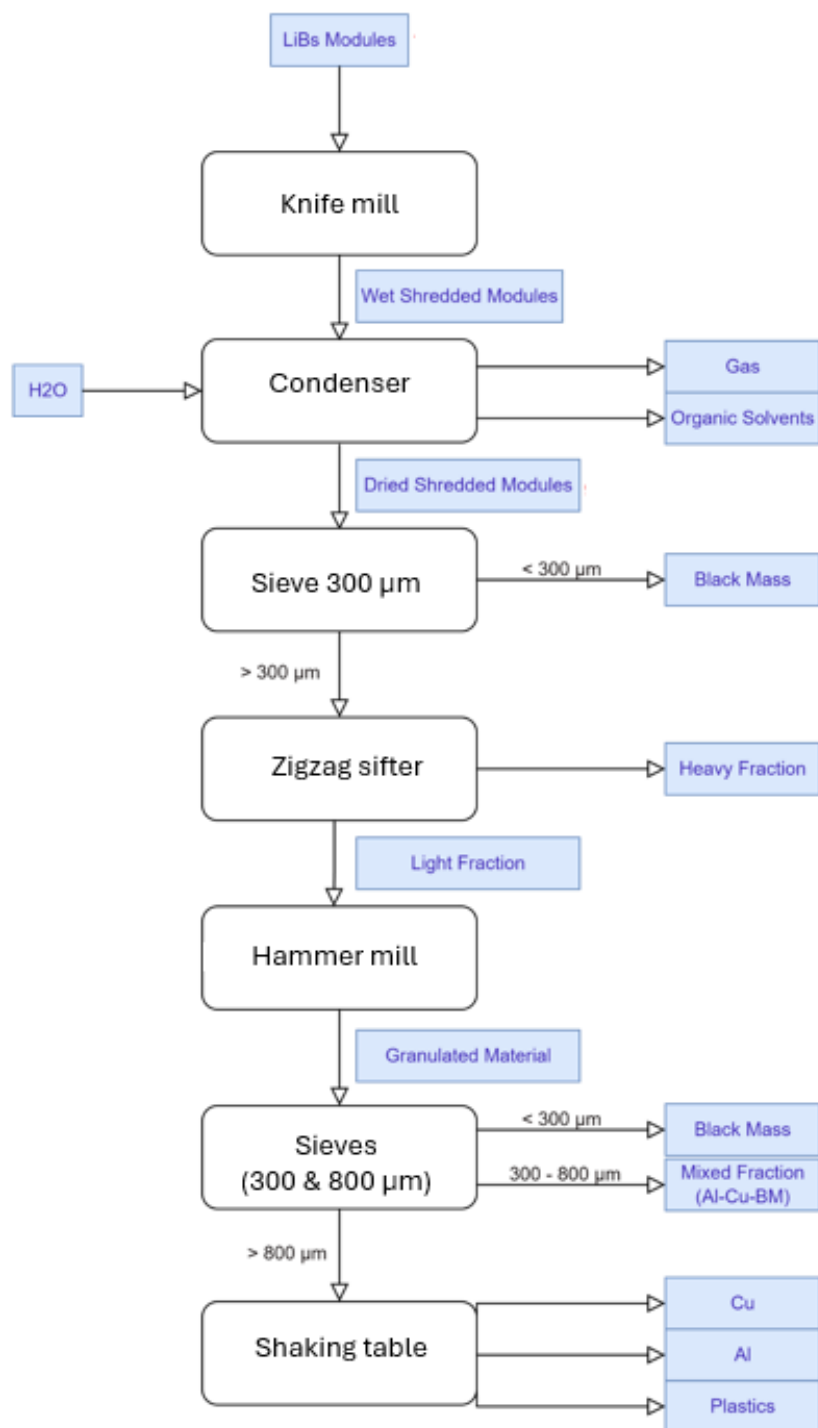 LiBs Modules
Knife mill
Wet Shredded Modules
H2O
Condenser
Gas
Organic Solvents
Dried Shredded Modules
Sieve 300 µm
< 300 µm
Black Mass
> 300 µm
Zigzag sifter
Heavy Fraction
Light Fraction
Hammer mill
Granulated Material
Sieves
(300 & 800 µm)
< 300 µm
Black Mass
300 - 800 µm
Mixed Fraction
(Al-Cu-BM)
> 800 µm
Shaking table
Cu
Al
Plastics